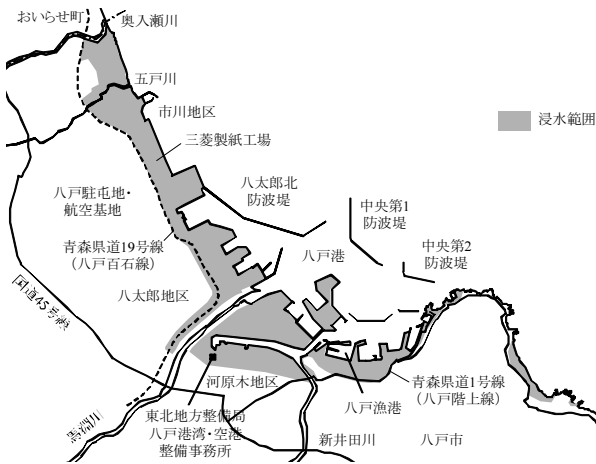 おいらせ町
奥入瀬川
五戸川
市川地区
三菱製紙工場
浸水範囲
八戸駐屯地・
航空基地
八太郎北
防波堤
中央第1
防波堤
中央第2
防波堤
八戸港
青森県道19号線
（八戸百石線）
国道45号線
八太郎地区
河原木地区
馬淵川
東北地方整備局
八戸港湾・空港
整備事務所
青森県道1号線
（八戸階上線）
八戸漁港
新井田川
八戸市